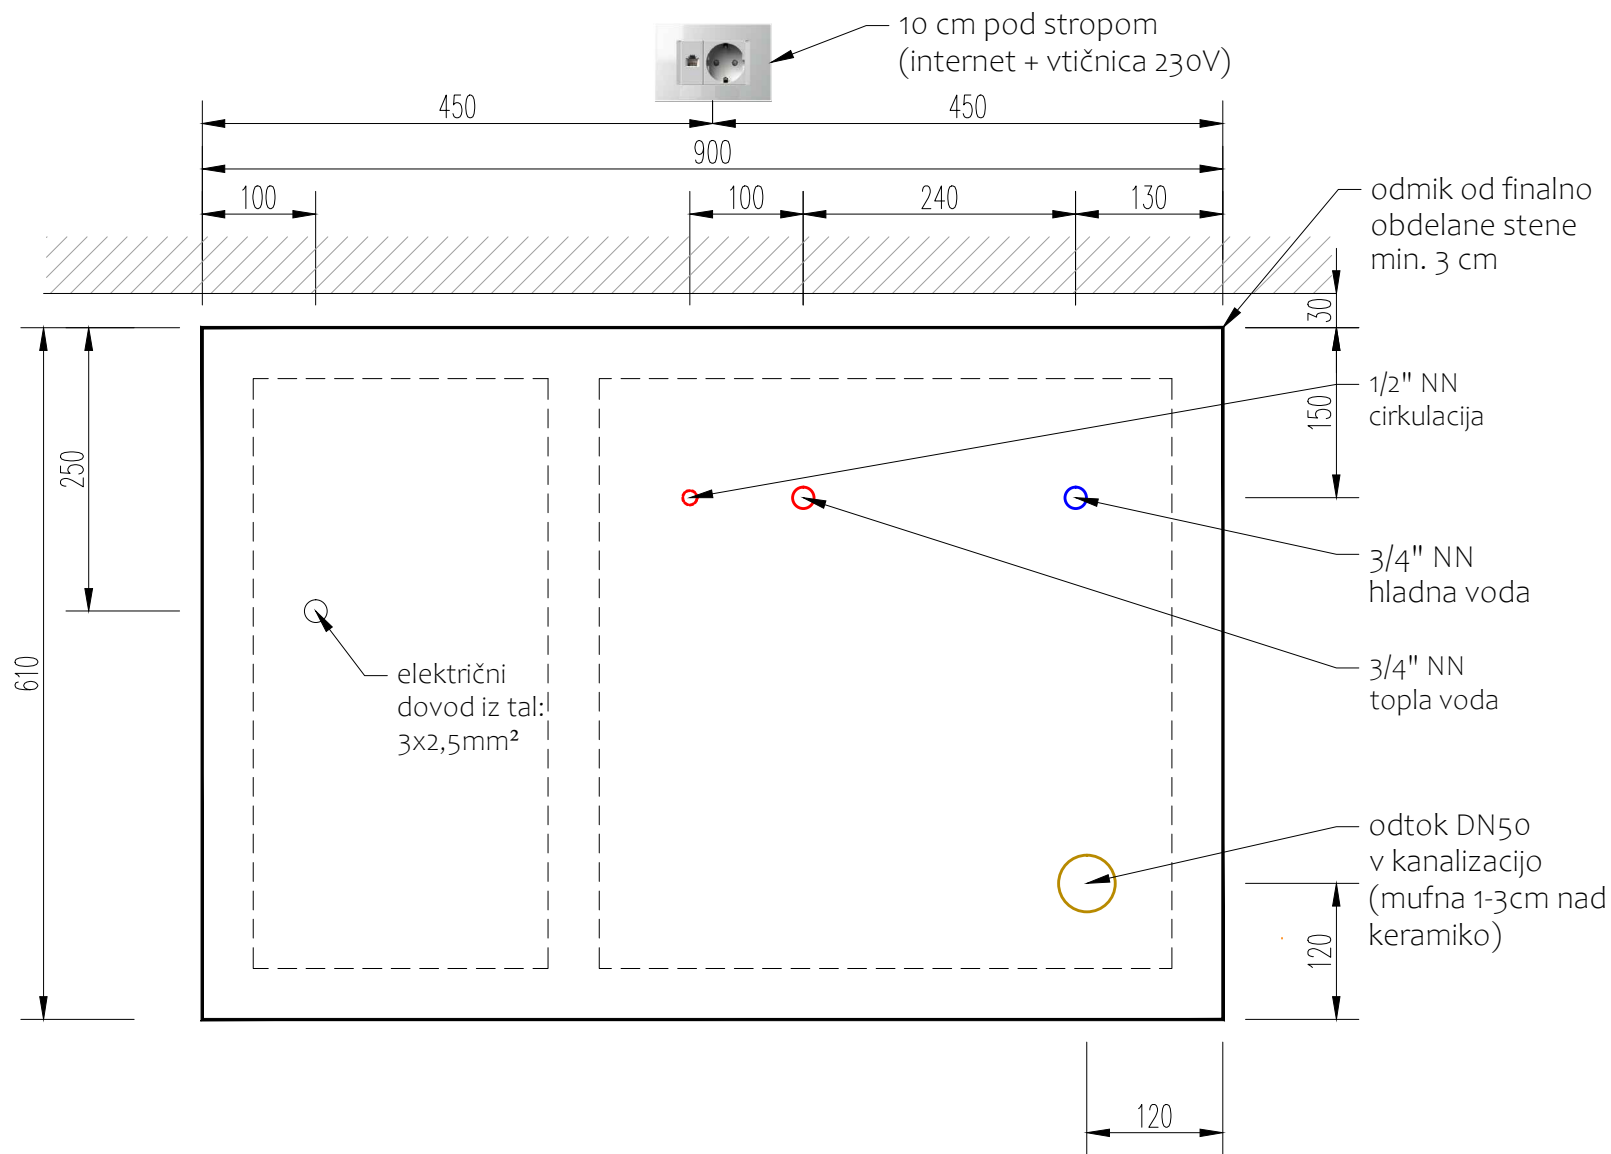 10 cm pod stropom
(internet + vtičnica 230V)
450
450
900
100
100
240
130
odmik od finalno
obdelane stene
min. 3 cm
30
1/2" NN
cirkulacija
150
250
3/4" NN
hladna voda
610
električni
dovod iz tal:
3x2,5mm²
3/4" NN
topla voda
odtok DN50
v kanalizacijo
(mufna 1-3cm nad
keramiko)
120
120